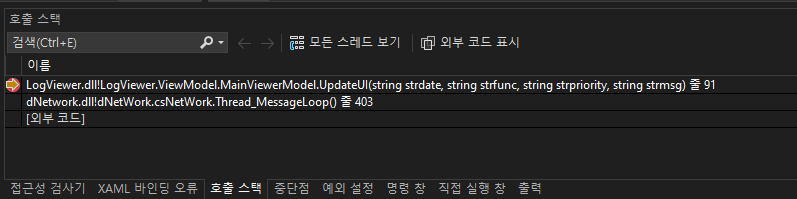 호출 스택
검색(Ctrl+E) 모든 스레드 보기 외부 코드 표시
이름
LogViewer.dll!LogViewer.ViewModel.MainViewerModel.UpdateUI(string strdate, string strfunc, string strpriority, string strmsg) 줄 91
dNetwork.dll!dNetWork.csNetWork.Thread_MessageLoop() 줄 403
[외부 코드]
접근성 검사기 XAML 바인딩 오류 호출 스택 중단점 예외 설정 명령 창 직접 실행 창 출력